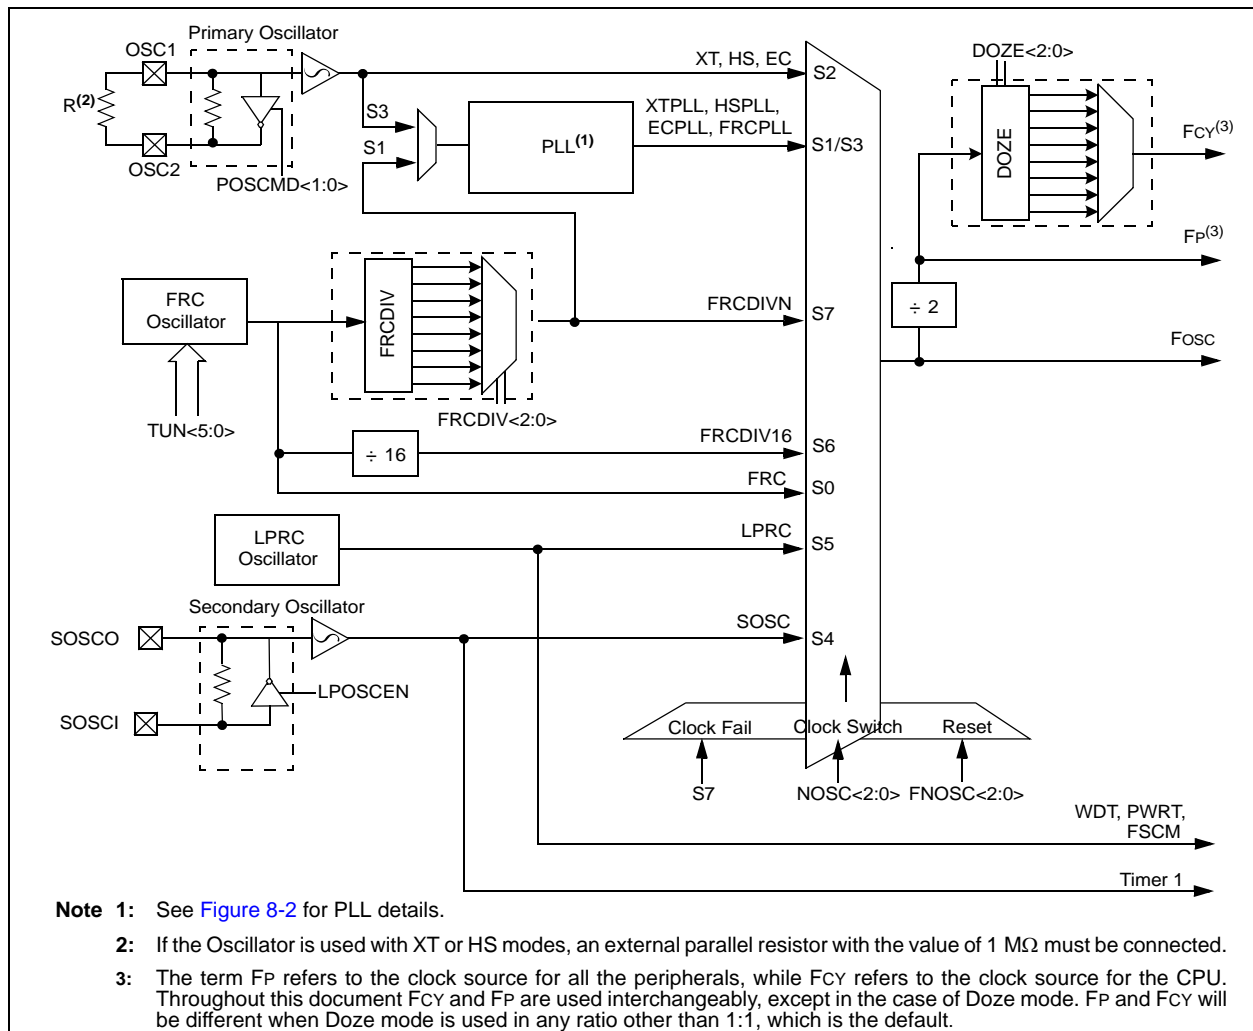 Primary Oscillator
OSC1
DOZE<2:0>
XT, HS, EC
S2
R(2)
S3
XTPLL, HSPLL,
ECPLL, FRCPLL
S1
PLL(1)
S1/S3
DOZE
FCY(3)
OSC2
POSCMD<1:0>
FP(3)
FRC
Oscillator
FRCDIV
FRCDIVN
S7
÷ 2
FOSC
TUN<5:0>
FRCDIV<2:0>
FRCDIV16
÷ 16
S6
FRC
S0
LPRC
Oscillator
LPRC
S5
Secondary Oscillator
SOSCO
SOSC
S4
LPOSCEN
SOSCI
Clock Fail
Clock Switch
Reset
S7
NOSC<2:0>
FNOSC<2:0>
WDT, PWRT,
FSCM
Timer 1
Note 1: See Figure 8-2 for PLL details.
2: If the Oscillator is used with XT or HS modes, an external parallel resistor with the value of 1 MΩ must be connected.
3: The term FP refers to the clock source for all the peripherals, while FCY refers to the clock source for the CPU.
Throughout this document FCY and FP are used interchangeably, except in the case of Doze mode. FP and FCY will
be different when Doze mode is used in any ratio other than 1:1, which is the default.